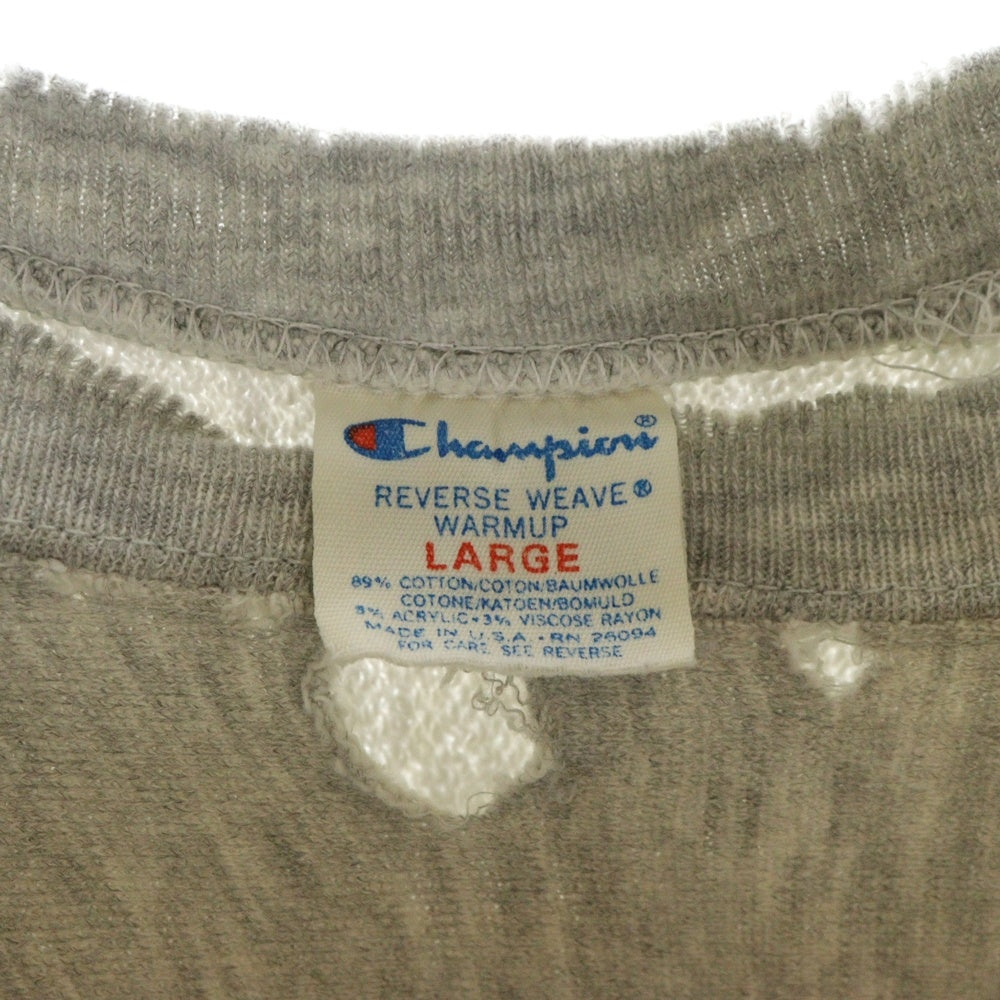 Champion®
REVERSE WEAVE®
WARMUP
LARGE
89% COTTON/COTON/BAUMWOLLE
COTONE/KATOEN/BOMULD
8% ACRYLIC • 3% VISCOSE RAYON
MADE IN U.S.A. • RN 26094
FOR CARE SEE REVERSE